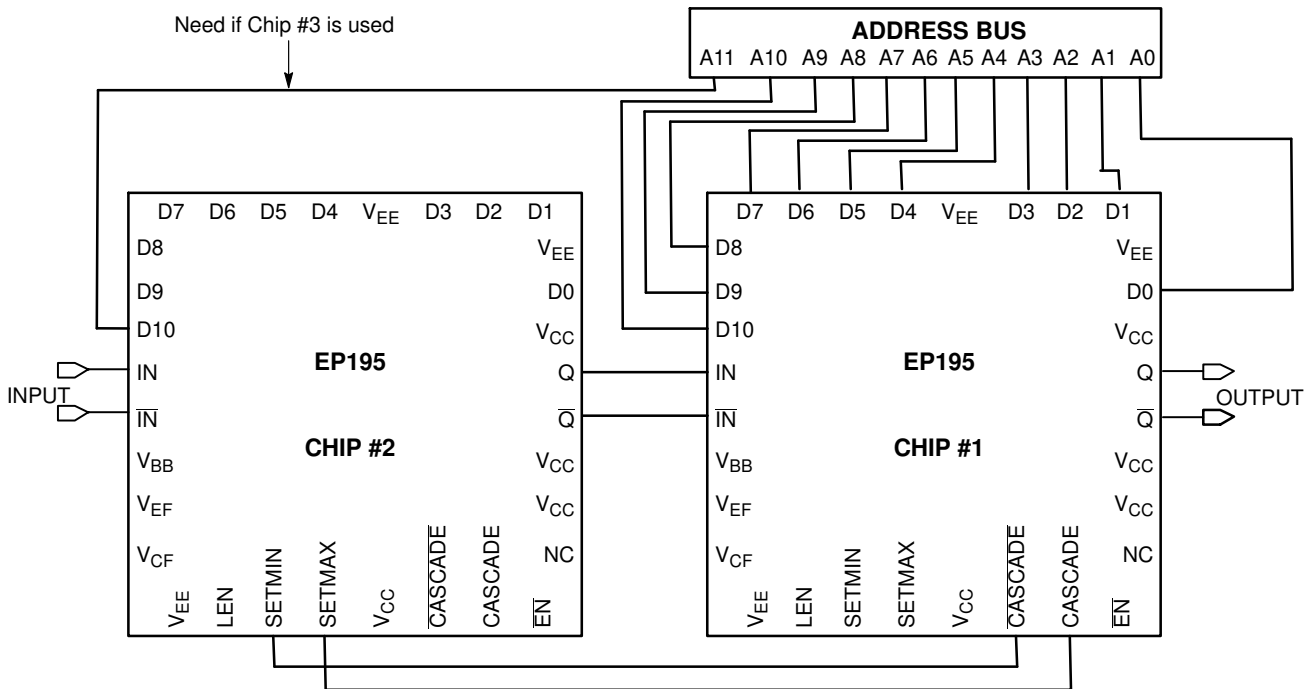 Need if Chip #3 is used
ADDRESS BUS
A11 A10 A9 A8 A7 A6 A5 A4 A3 A2 A1 A0
D7 D6 D5 D4 VEE D3 D2 D1
D8
VEE
D9
D0
D10
VCC
IN
EP195
Q
INPUT
IN
Q
CHIP #2
VBB
VCC
VEF
VCC
VCF
NC
VEE
LEN
SETMIN
SETMAX
VCC
CASCADE
CASCADE
EN
D7 D6 D5 D4 VEE D3 D2 D1
D8
VEE
D9
D0
D10
VCC
IN
EP195
Q
OUTPUT
IN
Q
CHIP #1
VBB
VCC
VEF
VCC
VCF
NC
VEE
LEN
SETMIN
SETMAX
VCC
CASCADE
CASCADE
EN